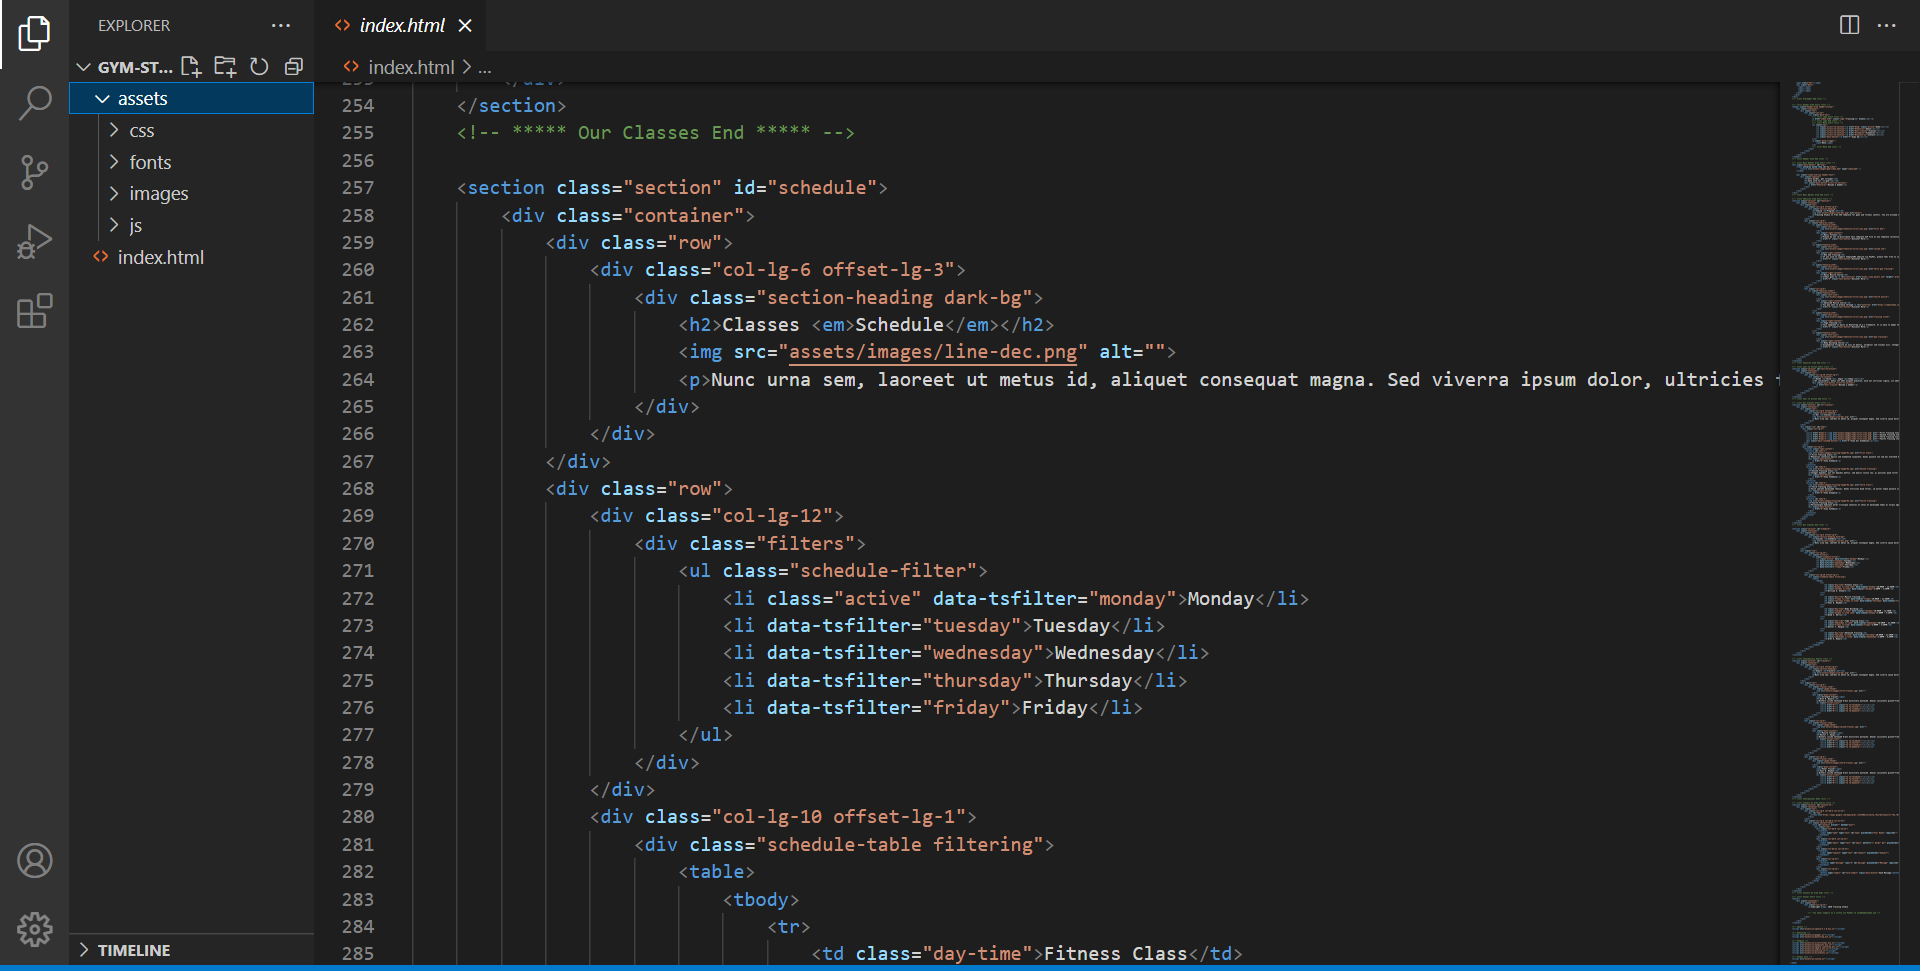 EXPLORER
GYM-ST...
assets
css
fonts
images
js
index.html
TIMELINE
index.html
index.html > ...
254 </section>
255 <!-- ***** Our Classes End ***** -->
256
257 <section class="section" id="schedule">
258 <div class="container">
259 <div class="row">
260 <div class="col-lg-6 offset-lg-3">
261 <div class="section-heading dark-bg">
262 <h2>Classes <em>Schedule</em></h2>
263 <img src="assets/images/line-dec.png" alt="">
264 <p>Nunc urna sem, laoreet ut metus id, aliquet consequat magna. Sed viverra ipsum dolor, ultricies
265 </div>
266 </div>
267 </div>
268 <div class="row">
269 <div class="col-lg-12">
270 <div class="filters">
271 <ul class="schedule-filter">
272 <li class="active" data-tsfilter="monday">Monday</li>
273 <li data-tsfilter="tuesday">Tuesday</li>
274 <li data-tsfilter="wednesday">Wednesday</li>
275 <li data-tsfilter="thursday">Thursday</li>
276 <li data-tsfilter="friday">Friday</li>
277 </ul>
278 </div>
279 </div>
280 <div class="col-lg-10 offset-lg-1">
281 <div class="schedule-table filtering">
282 <table>
283 <tbody>
284 <tr>
285 <td class="day-time">Fitness Class</td>